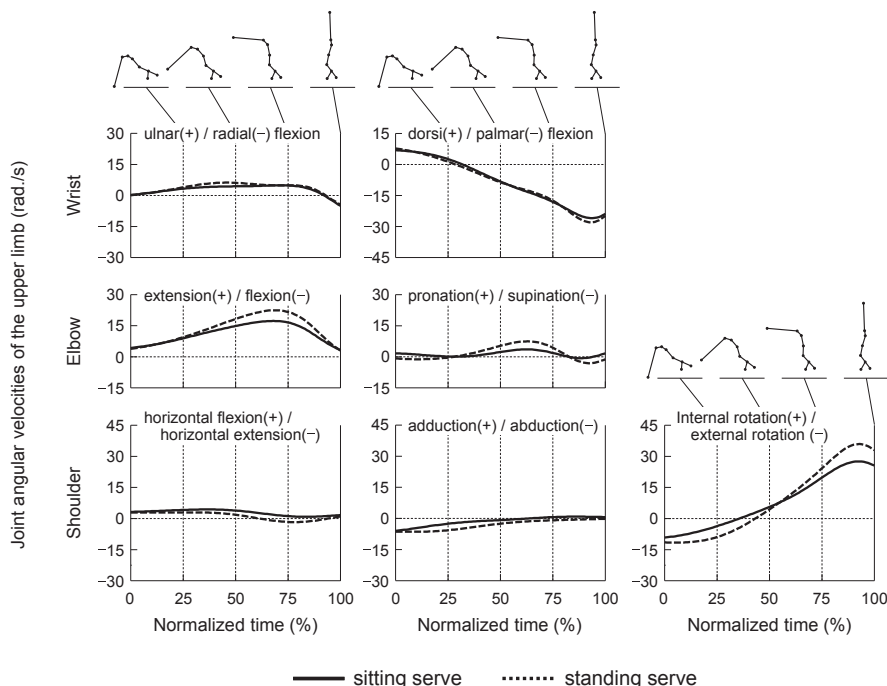 Joint angular velocities of the upper limb (rad./s)
Wrist
ulnar(+) / radial(−) flexion
30
15
0
−15
−30
dorsi(+) / palmar(−) flexion
15
0
−15
−30
−45
Elbow
extension(+) / flexion(−)
30
15
0
−15
pronation(+) / supination(−)
30
15
0
−15
Shoulder
horizontal flexion(+) /
horizontal extension(−)
45
30
15
0
−15
−30
0 25 50 75 100
Normalized time (%)
adduction(+) / abduction(−)
45
30
15
0
−15
−30
0 25 50 75 100
Normalized time (%)
Internal rotation(+) /
external rotation (−)
45
30
15
0
−15
−30
0 25 50 75 100
Normalized time (%)
sitting serve standing serve